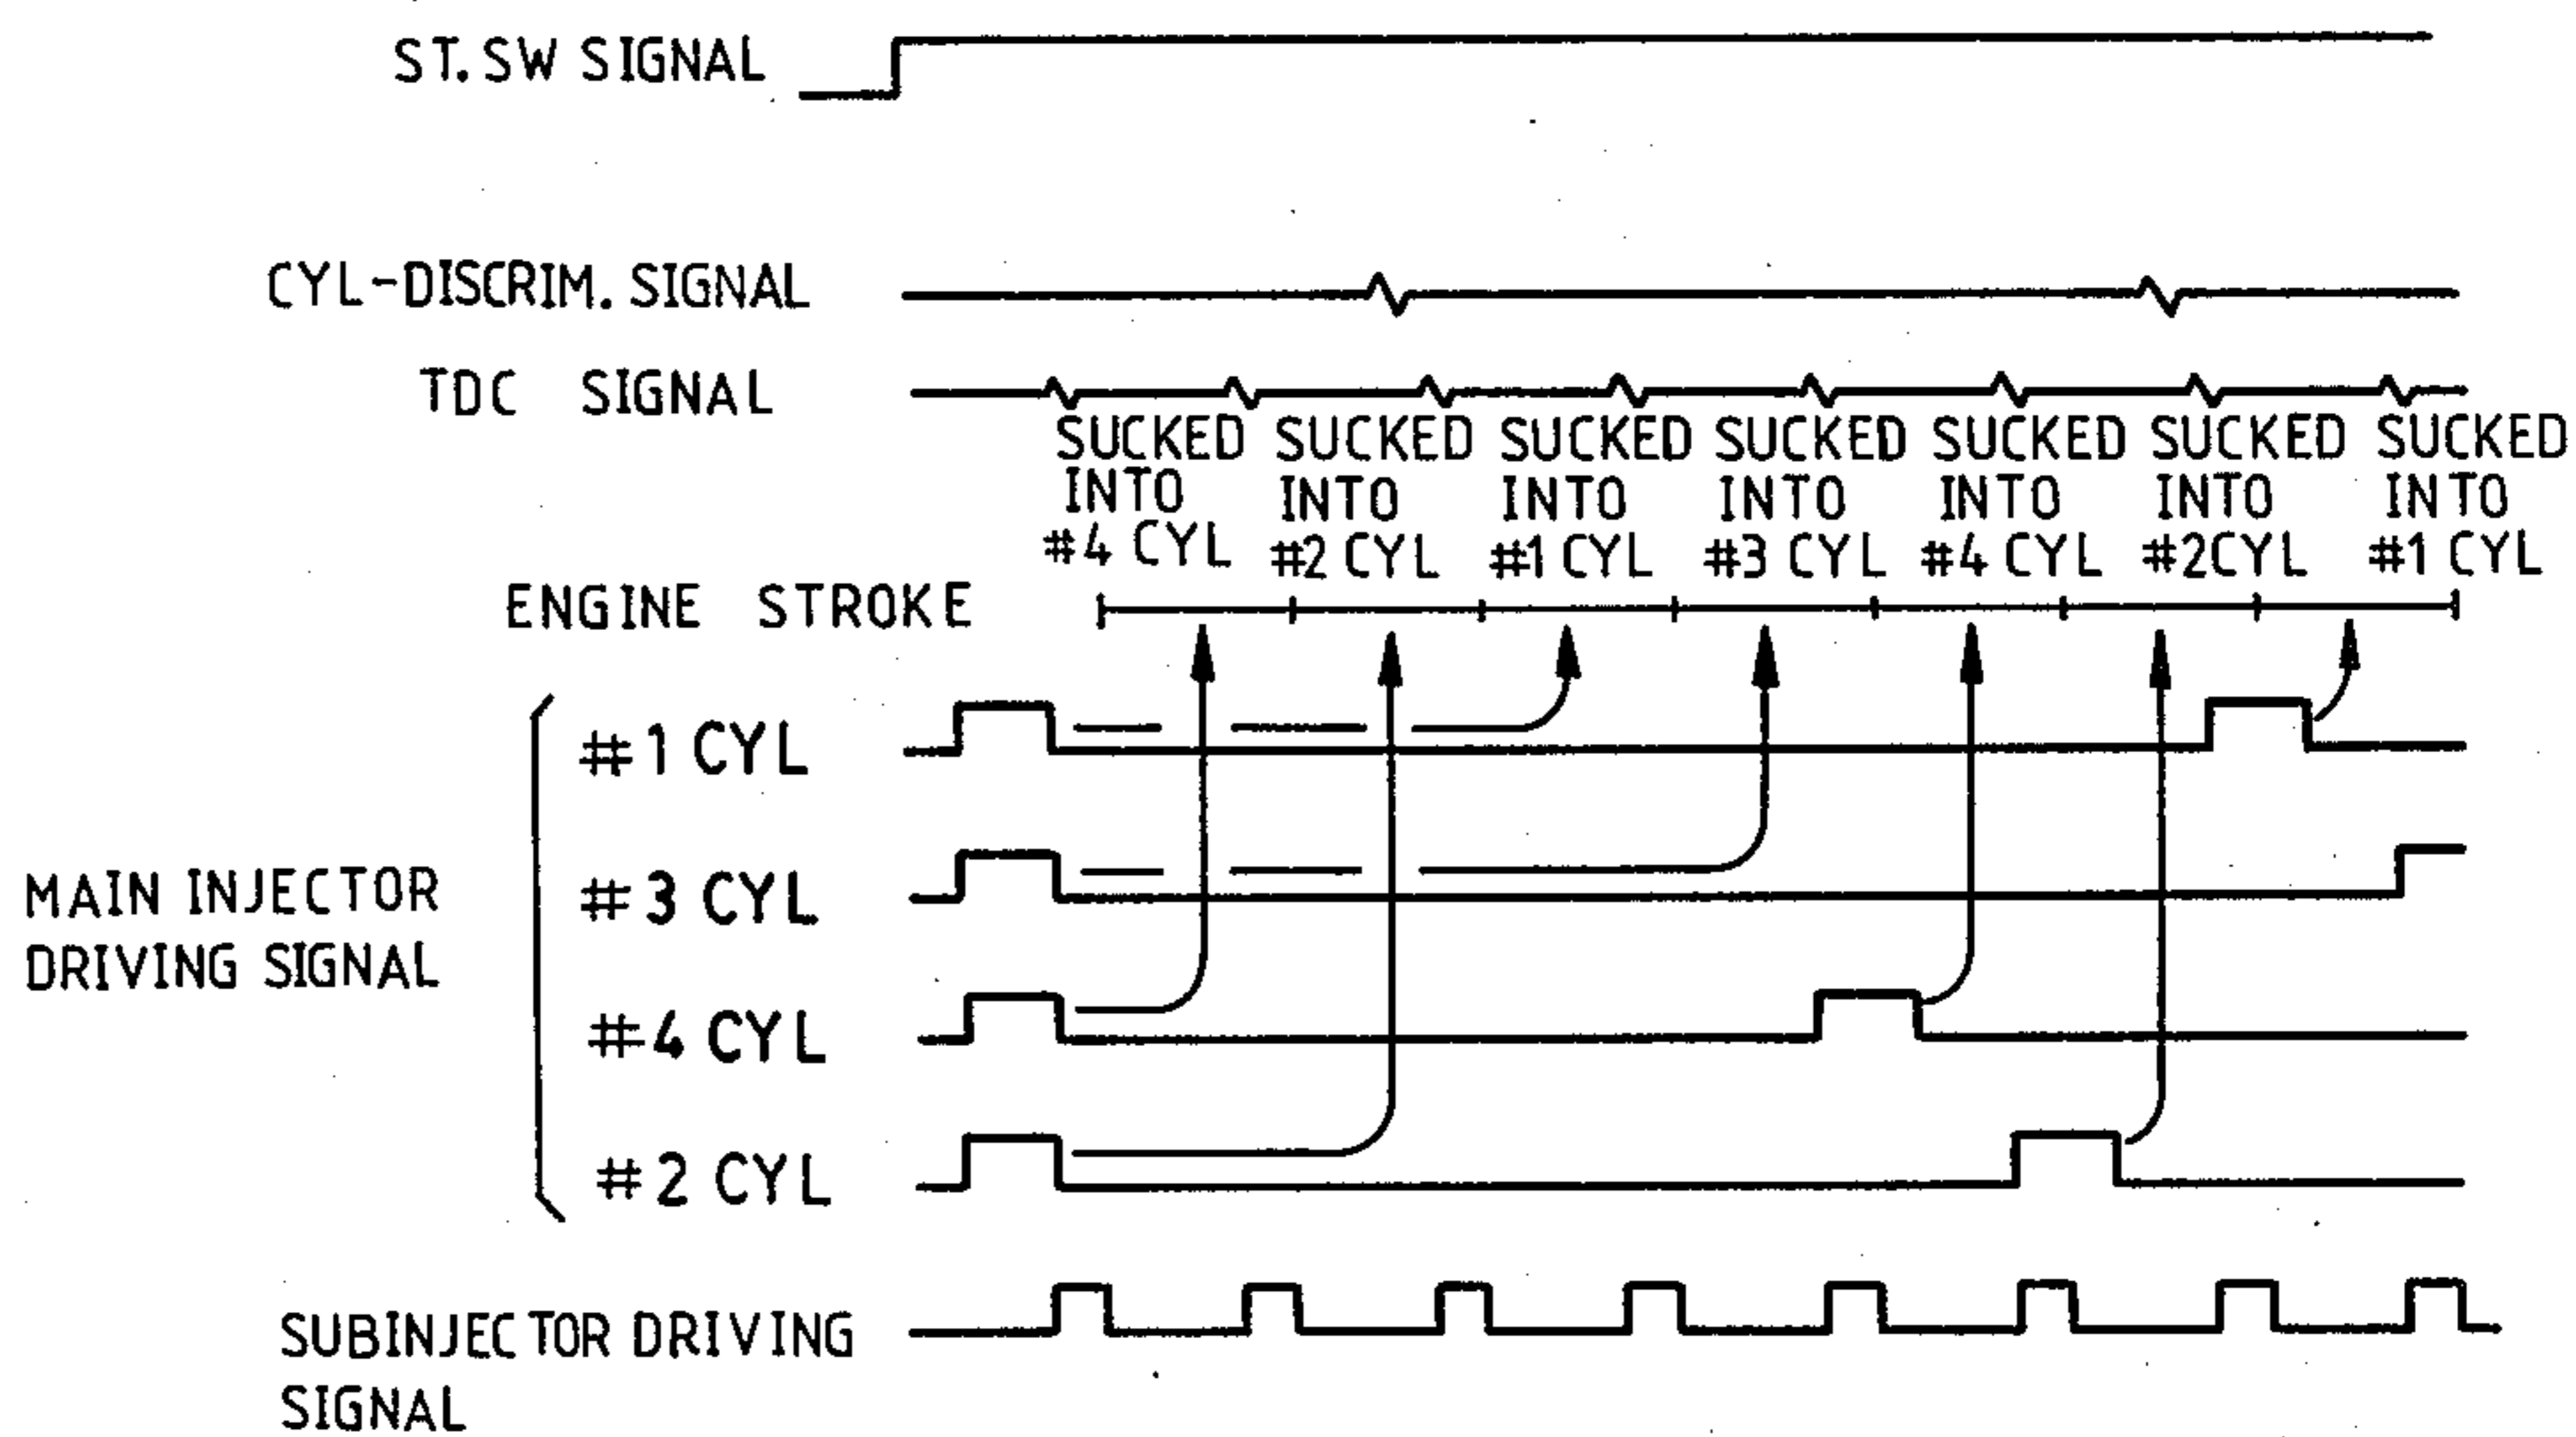 ST. SW SIGNAL
CYL-DISCRIM. SIGNAL
TDC SIGNAL
SUCKED INTO #4 CYL
SUCKED INTO #2 CYL
SUCKED INTO #1 CYL
SUCKED INTO #3 CYL
SUCKED INTO #4 CYL
SUCKED INTO #2CYL
SUCKED INTO #1 CYL
ENGINE STROKE
MAIN INJECTOR
DRIVING SIGNAL
#1 CYL
#3 CYL
#4 CYL
#2 CYL
SUBINJECTOR DRIVING
SIGNAL